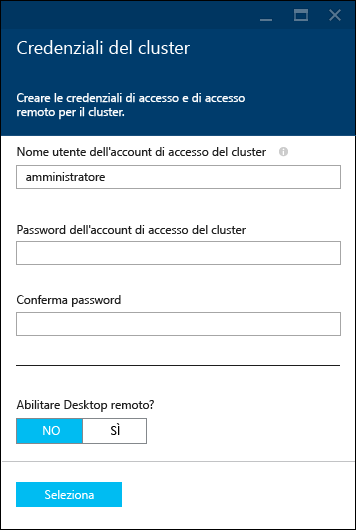 Credenziali del cluster
Creare le credenziali di accesso e di accesso
remoto per il cluster.
Nome utente dell'account di accesso del cluster
amministratore
Password dell'account di accesso del cluster
Conferma password
Abilitare Desktop remoto?
NO SÌ
Seleziona